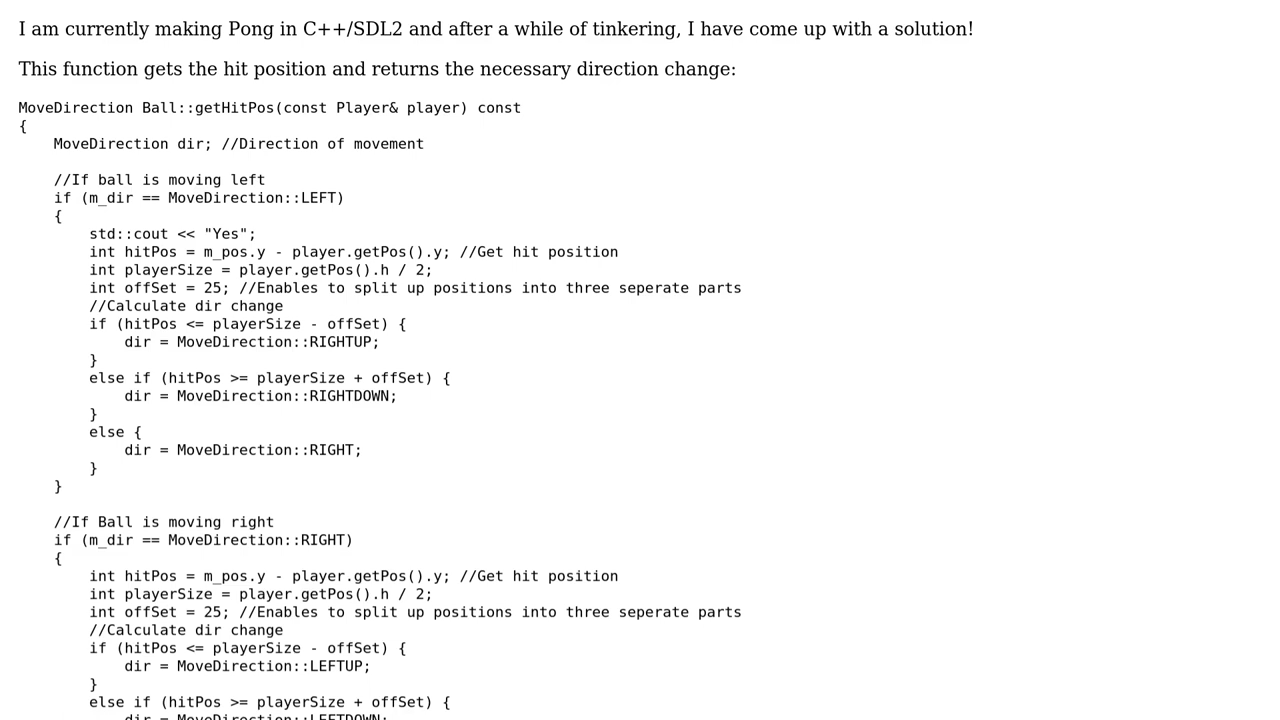 I am currently making Pong in C++/SDL2 and after a while of tinkering, I have come up with a solution!
This function gets the hit position and returns the necessary direction change:
MoveDirection Ball::getHitPos(const Player& player) const
{
    MoveDirection dir; //Direction of movement

    //If ball is moving left
    if (m_dir == MoveDirection::LEFT)
    {
        std::cout << "Yes";
        int hitPos = m_pos.y - player.getPos().y; //Get hit position
        int playerSize = player.getPos().h / 2;
        int offSet = 25; //Enables to split up positions into three seperate parts
        //Calculate dir change
        if (hitPos <= playerSize - offSet) {
            dir = MoveDirection::RIGHTUP;
        }
        else if (hitPos >= playerSize + offSet) {
            dir = MoveDirection::RIGHTDOWN;
        }
        else {
            dir = MoveDirection::RIGHT;
        }
    }

    //If Ball is moving right
    if (m_dir == MoveDirection::RIGHT)
    {
        int hitPos = m_pos.y - player.getPos().y; //Get hit position
        int playerSize = player.getPos().h / 2;
        int offSet = 25; //Enables to split up positions into three seperate parts
        //Calculate dir change
        if (hitPos <= playerSize - offSet) {
            dir = MoveDirection::LEFTUP;
        }
        else if (hitPos >= playerSize + offSet) {
            dir = MoveDirection::LEFTDOWN;